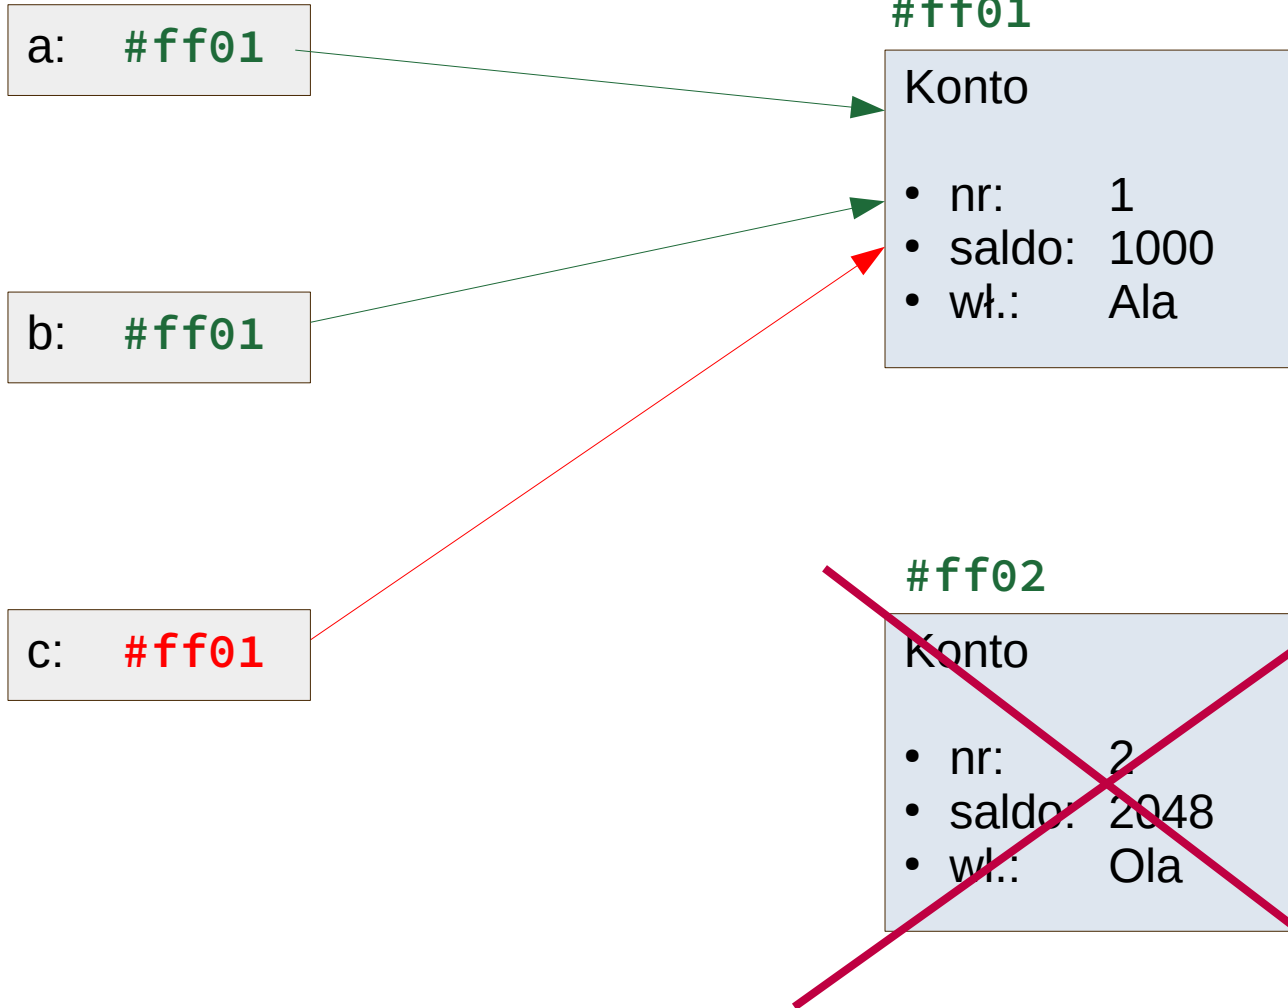 #ff01
a: #ff01
Konto
• nr: 1
• saldo: 1000
• wł.: Ala
b: #ff01
#ff02
c: #ff01
Konto
• nr: 2
• saldo: 2048
• wł.: Ola